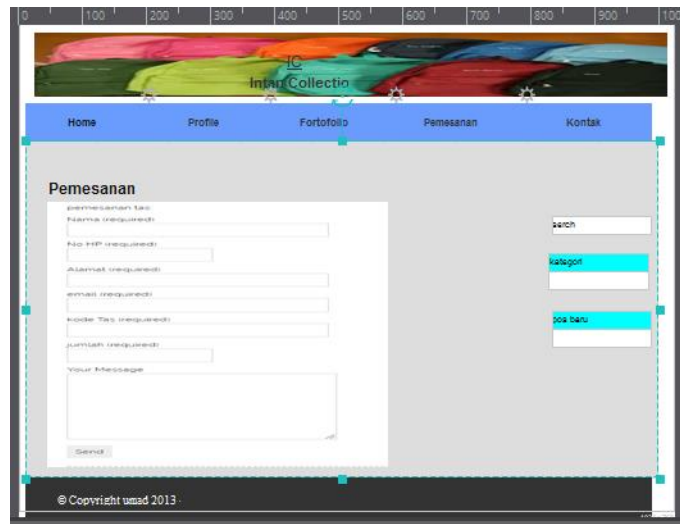 0 100 200 300 400 500 600 700 800 900 100
IC
Intan Collectio
Home Profile Fortofolio Pemesanan Kontak
Pemesanan
pemesanan tas
Nama (required)
No HP (required)
Alamat (required)
email (required)
kode Tas (required)
jumlah (required)
Your Message
Send
serch
kategori
pos baru
© Copyright umad 2013